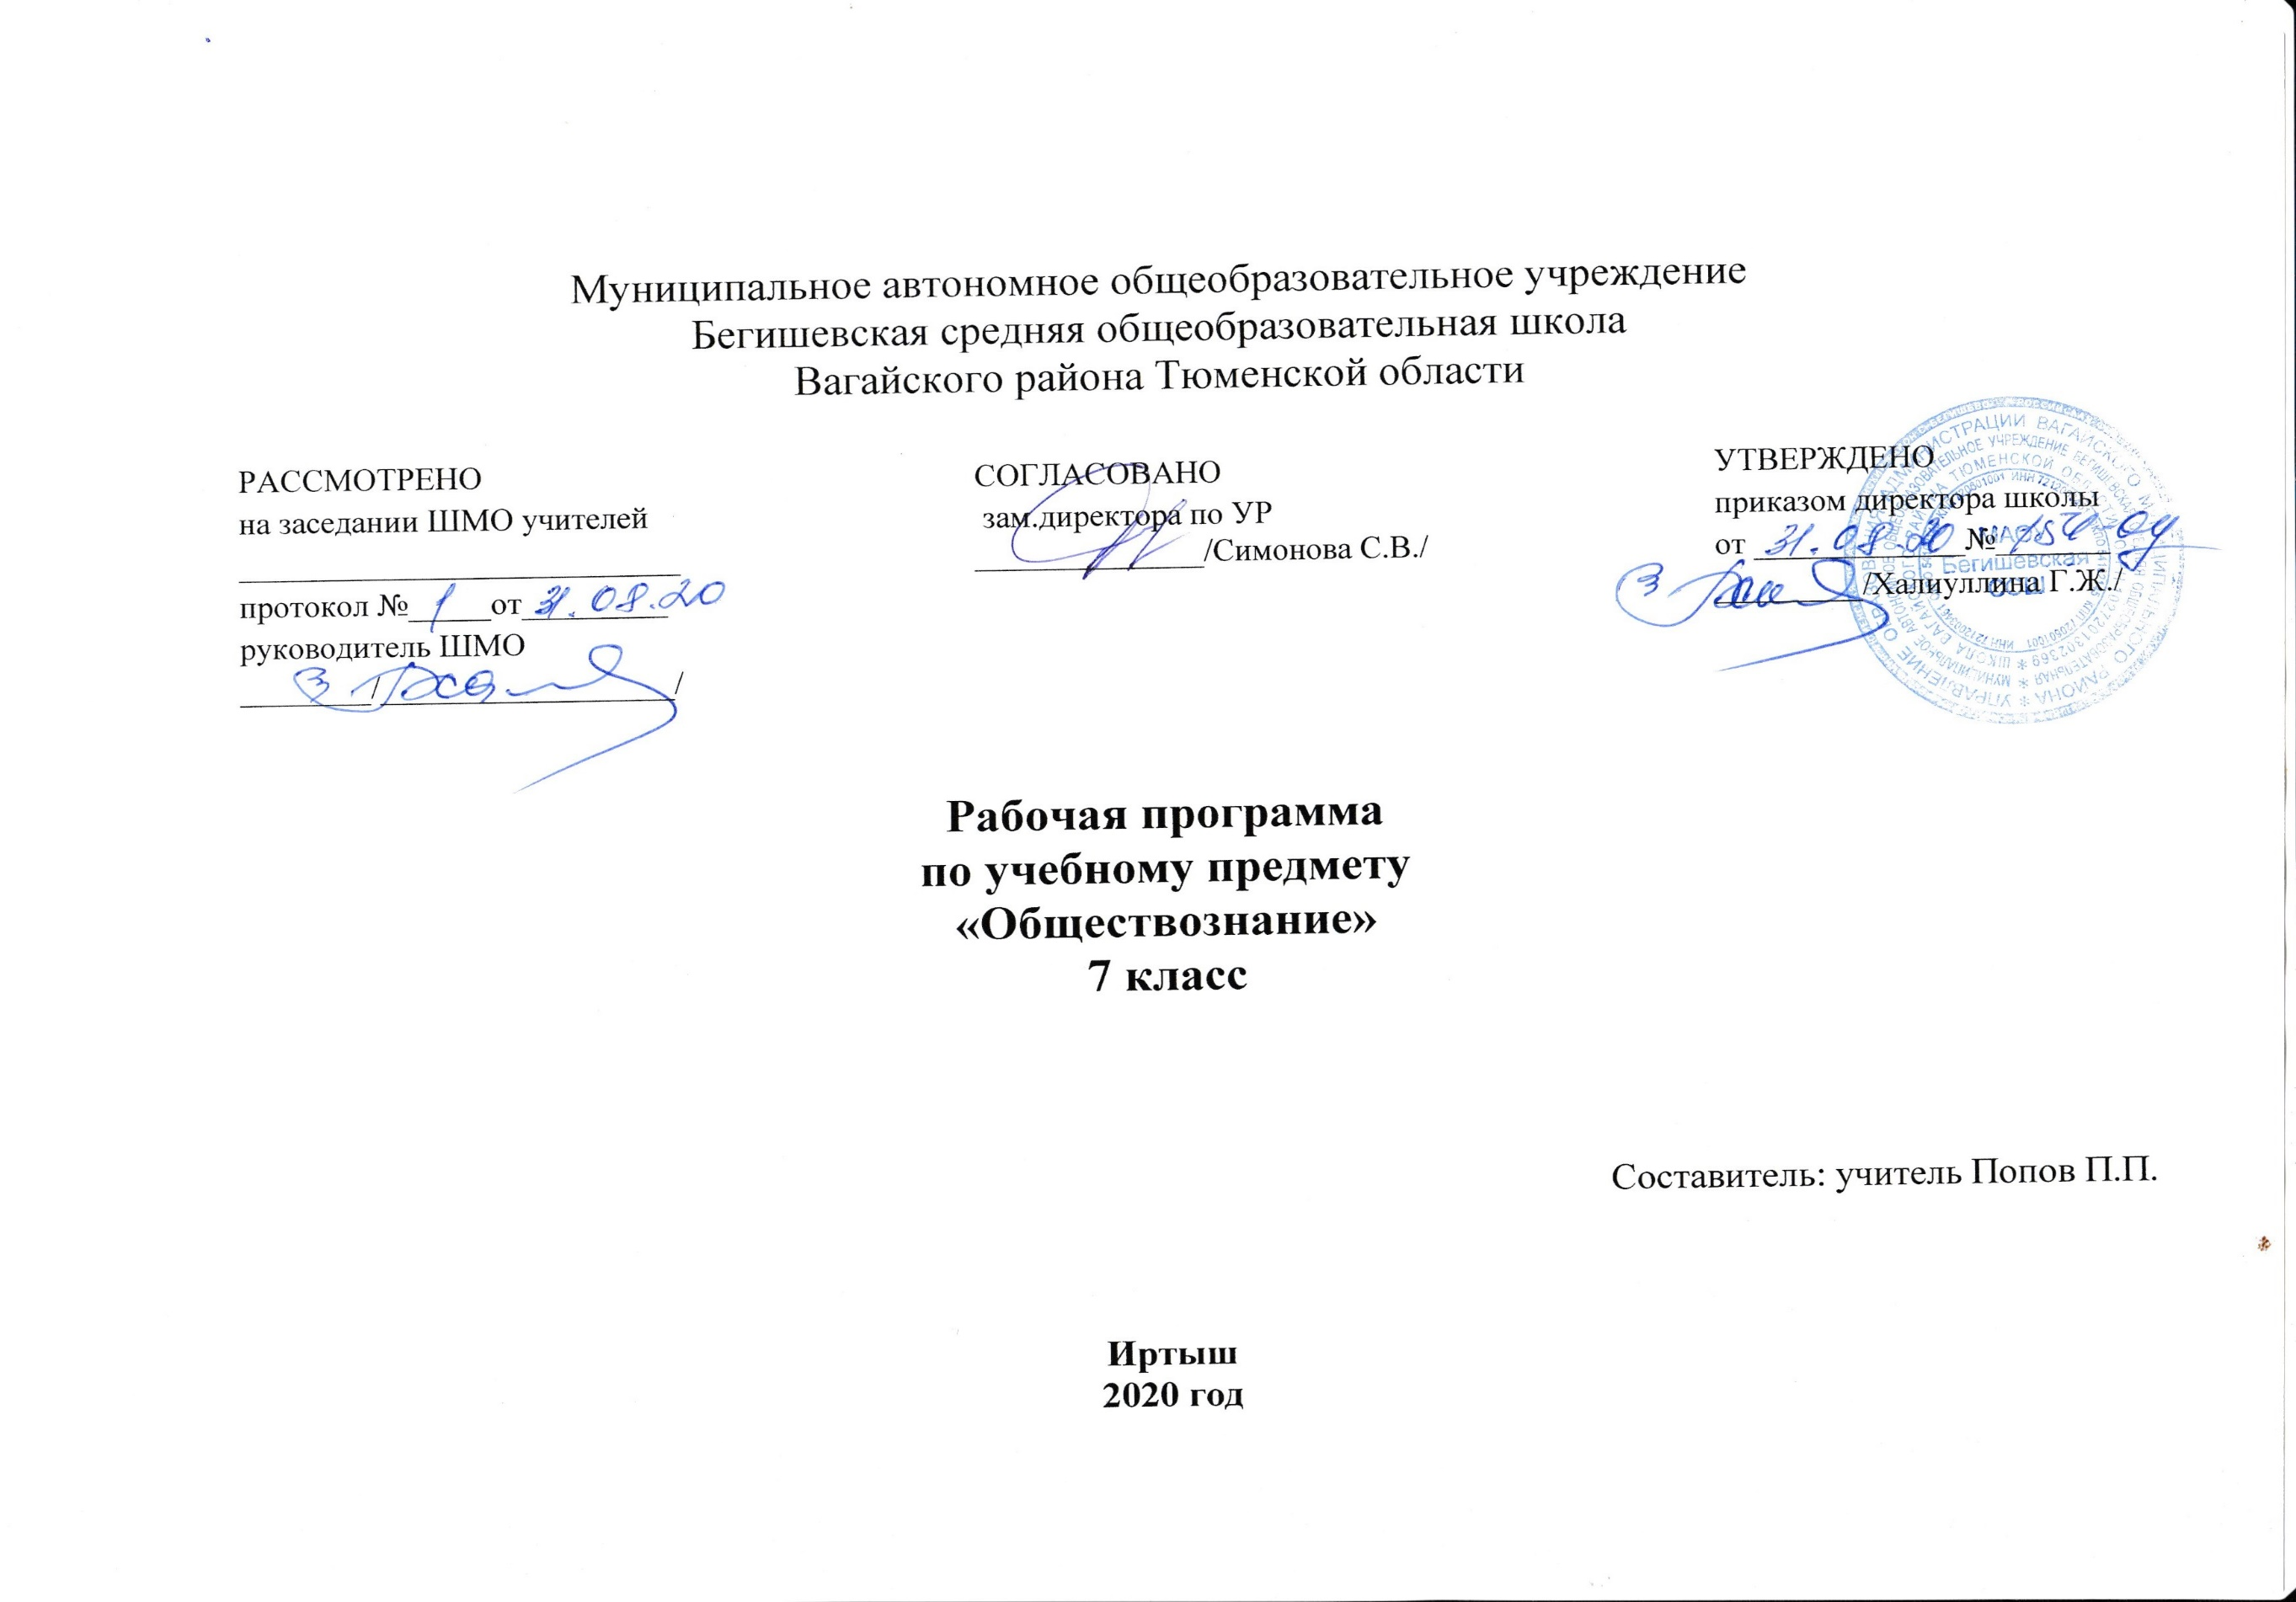 Муниципальное автономное общеобразовательное учреждение
Бегишевская средняя общеобразовательная школа
Вагайского района Тюменской области
РАССМОТРЕНО
на заседании ШМО учителей
протокол № 1 от 31.08.20
руководитель ШМО
СОГЛАСОВАНО
зам.директора по УР
/Симонова С.В./
УТВЕРЖДЕНО
приказом директора школы
от 31.08.20 №
/Халиуллина Г.Ж./
Бегишевская
СОШ
Рабочая программа
по учебному предмету
«Обществознание»
7 класс
Составитель: учитель Попов П.П.
Иртыш
2020 год